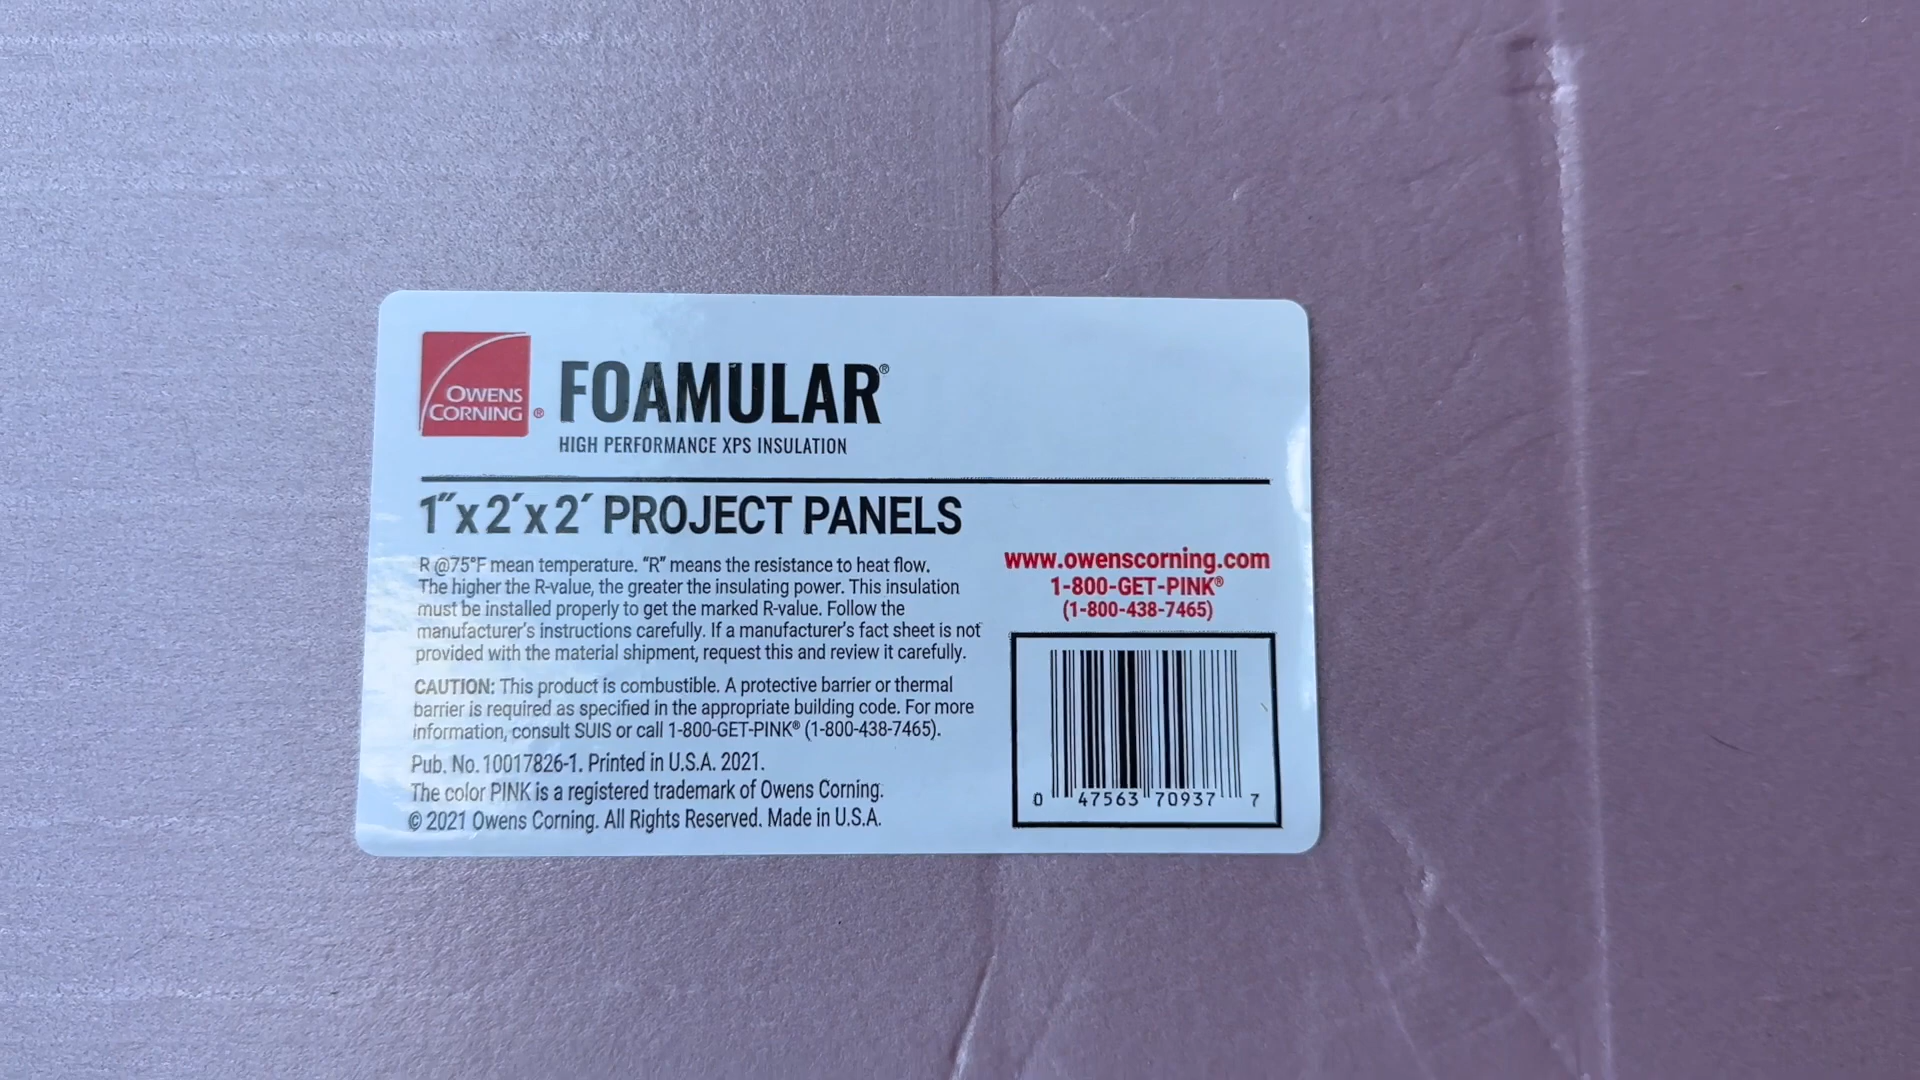 OWENS
CORNING ®
FOAMULAR®
HIGH PERFORMANCE XPS INSULATION
1˝x2´x2´ PROJECT PANELS
R @75°F mean temperature. “R” means the resistance to heat flow.
The higher the R-value, the greater the insulating power. This insulation
must be installed properly to get the marked R-value. Follow the
manufacturer’s instructions carefully. If a manufacturer’s fact sheet is not
provided with the material shipment, request this and review it carefully.
CAUTION: This product is combustible. A protective barrier or thermal
barrier is required as specified in the appropriate building code. For more
information, consult SUIS or call 1-800-GET-PINK® (1-800-438-7465).
Pub. No. 10017826-1. Printed in U.S.A. 2021.
The color PINK is a registered trademark of Owens Corning.
© 2021 Owens Corning. All Rights Reserved. Made in U.S.A.
www.owenscorning.com
1-800-GET-PINK®
(1-800-438-7465)
0 47563 70937 7